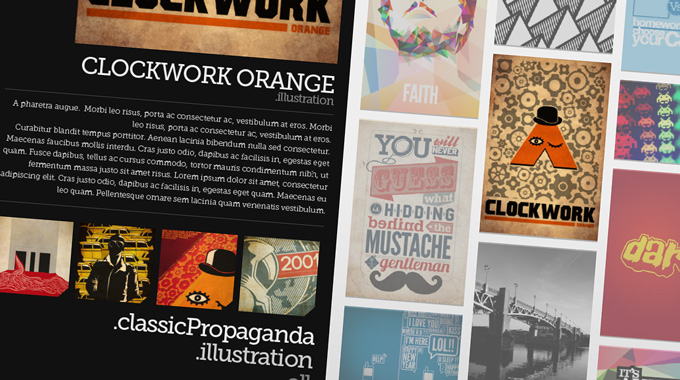 CLOCKWORK
ORANGE
CLOCKWORK ORANGE
.illustration
A pharetra augue. Morbi leo risus, porta ac consectetur ac, vestibulum at eros. Morbi
leo risus, porta ac consectetur ac, vestibulum at eros.
Curabitur blandit tempus porttitor. Aenean lacinia bibendum nulla sed consectetur.
Maecenas faucibus mollis interdu. Cras justo odio, dapibus ac facilisis in, egestas eget
quam. Fusce dapibus, tellus ac cursus commodo, tortor mauris condimentum nibh, ut
fermentum massa justo sit amet risus. Lorem ipsum dolor sit amet, consectetur
adipiscing elit. Cras justo odio, dapibus ac facilisis in, egestas eget quam. Maecenas eu
leo quam. Pellentesque ornare sem lacinia quam venenatis vestibulum.
2001
.classicPropaganda
.illustration
FAITH
YOU will
NEVER
GUESS
what
is HIDDING
behind the
MUSTACHE
of gentleman
I LOVE YOU
I'M HERE
HAPPY
NEW
YEAR
LOL!!
HELP!
CLOCKWORK
ORANGE
your
dar
IT'S